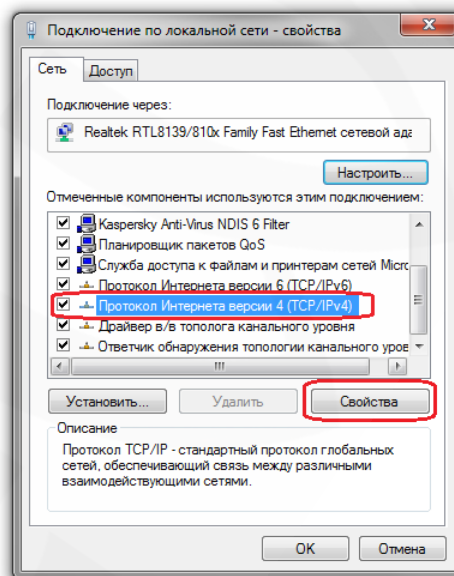 Подключение по локальной сети - свойства
Сеть Доступ
Подключение через:
Realtek RTL8139/810x Family Fast Ethernet сетевой ада
Настроить...
Отмеченные компоненты используются этим подключением:
Kaspersky Anti-Virus NDIS 6 Filter
Планировщик пакетов QoS
Служба доступа к файлам и принтерам сетей Micro
Протокол Интернета версии 6 (TCP/IPv6)
Протокол Интернета версии 4 (TCP/IPv4)
Драйвер в/в тополога канального уровня
Ответчик обнаружения топологии канального уров
Установить... Удалить Свойства
Описание
Протокол TCP/IP - стандартный протокол глобальных
сетей, обеспечивающий связь между различными
взаимодействующими сетями.
OK Отмена